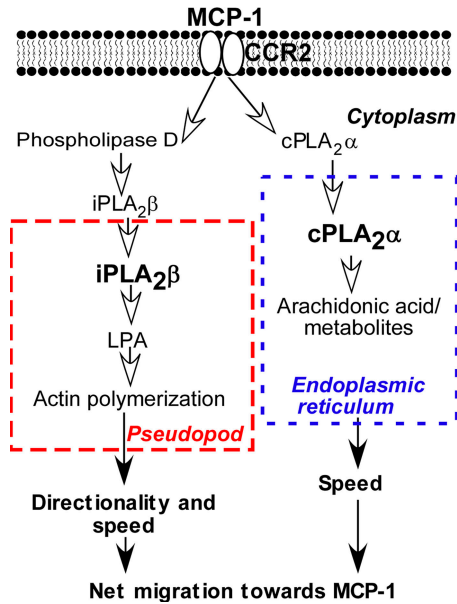 MCP-1
CCR2
Cytoplasm
Phospholipase D
cPLA₂α
iPLA₂β
cPLA₂α
iPLA₂β
Arachidonic acid/
metabolites
LPA
Actin polymerization
Endoplasmic
reticulum
Pseudopod
Directionality and
speed
Speed
Net migration towards MCP-1